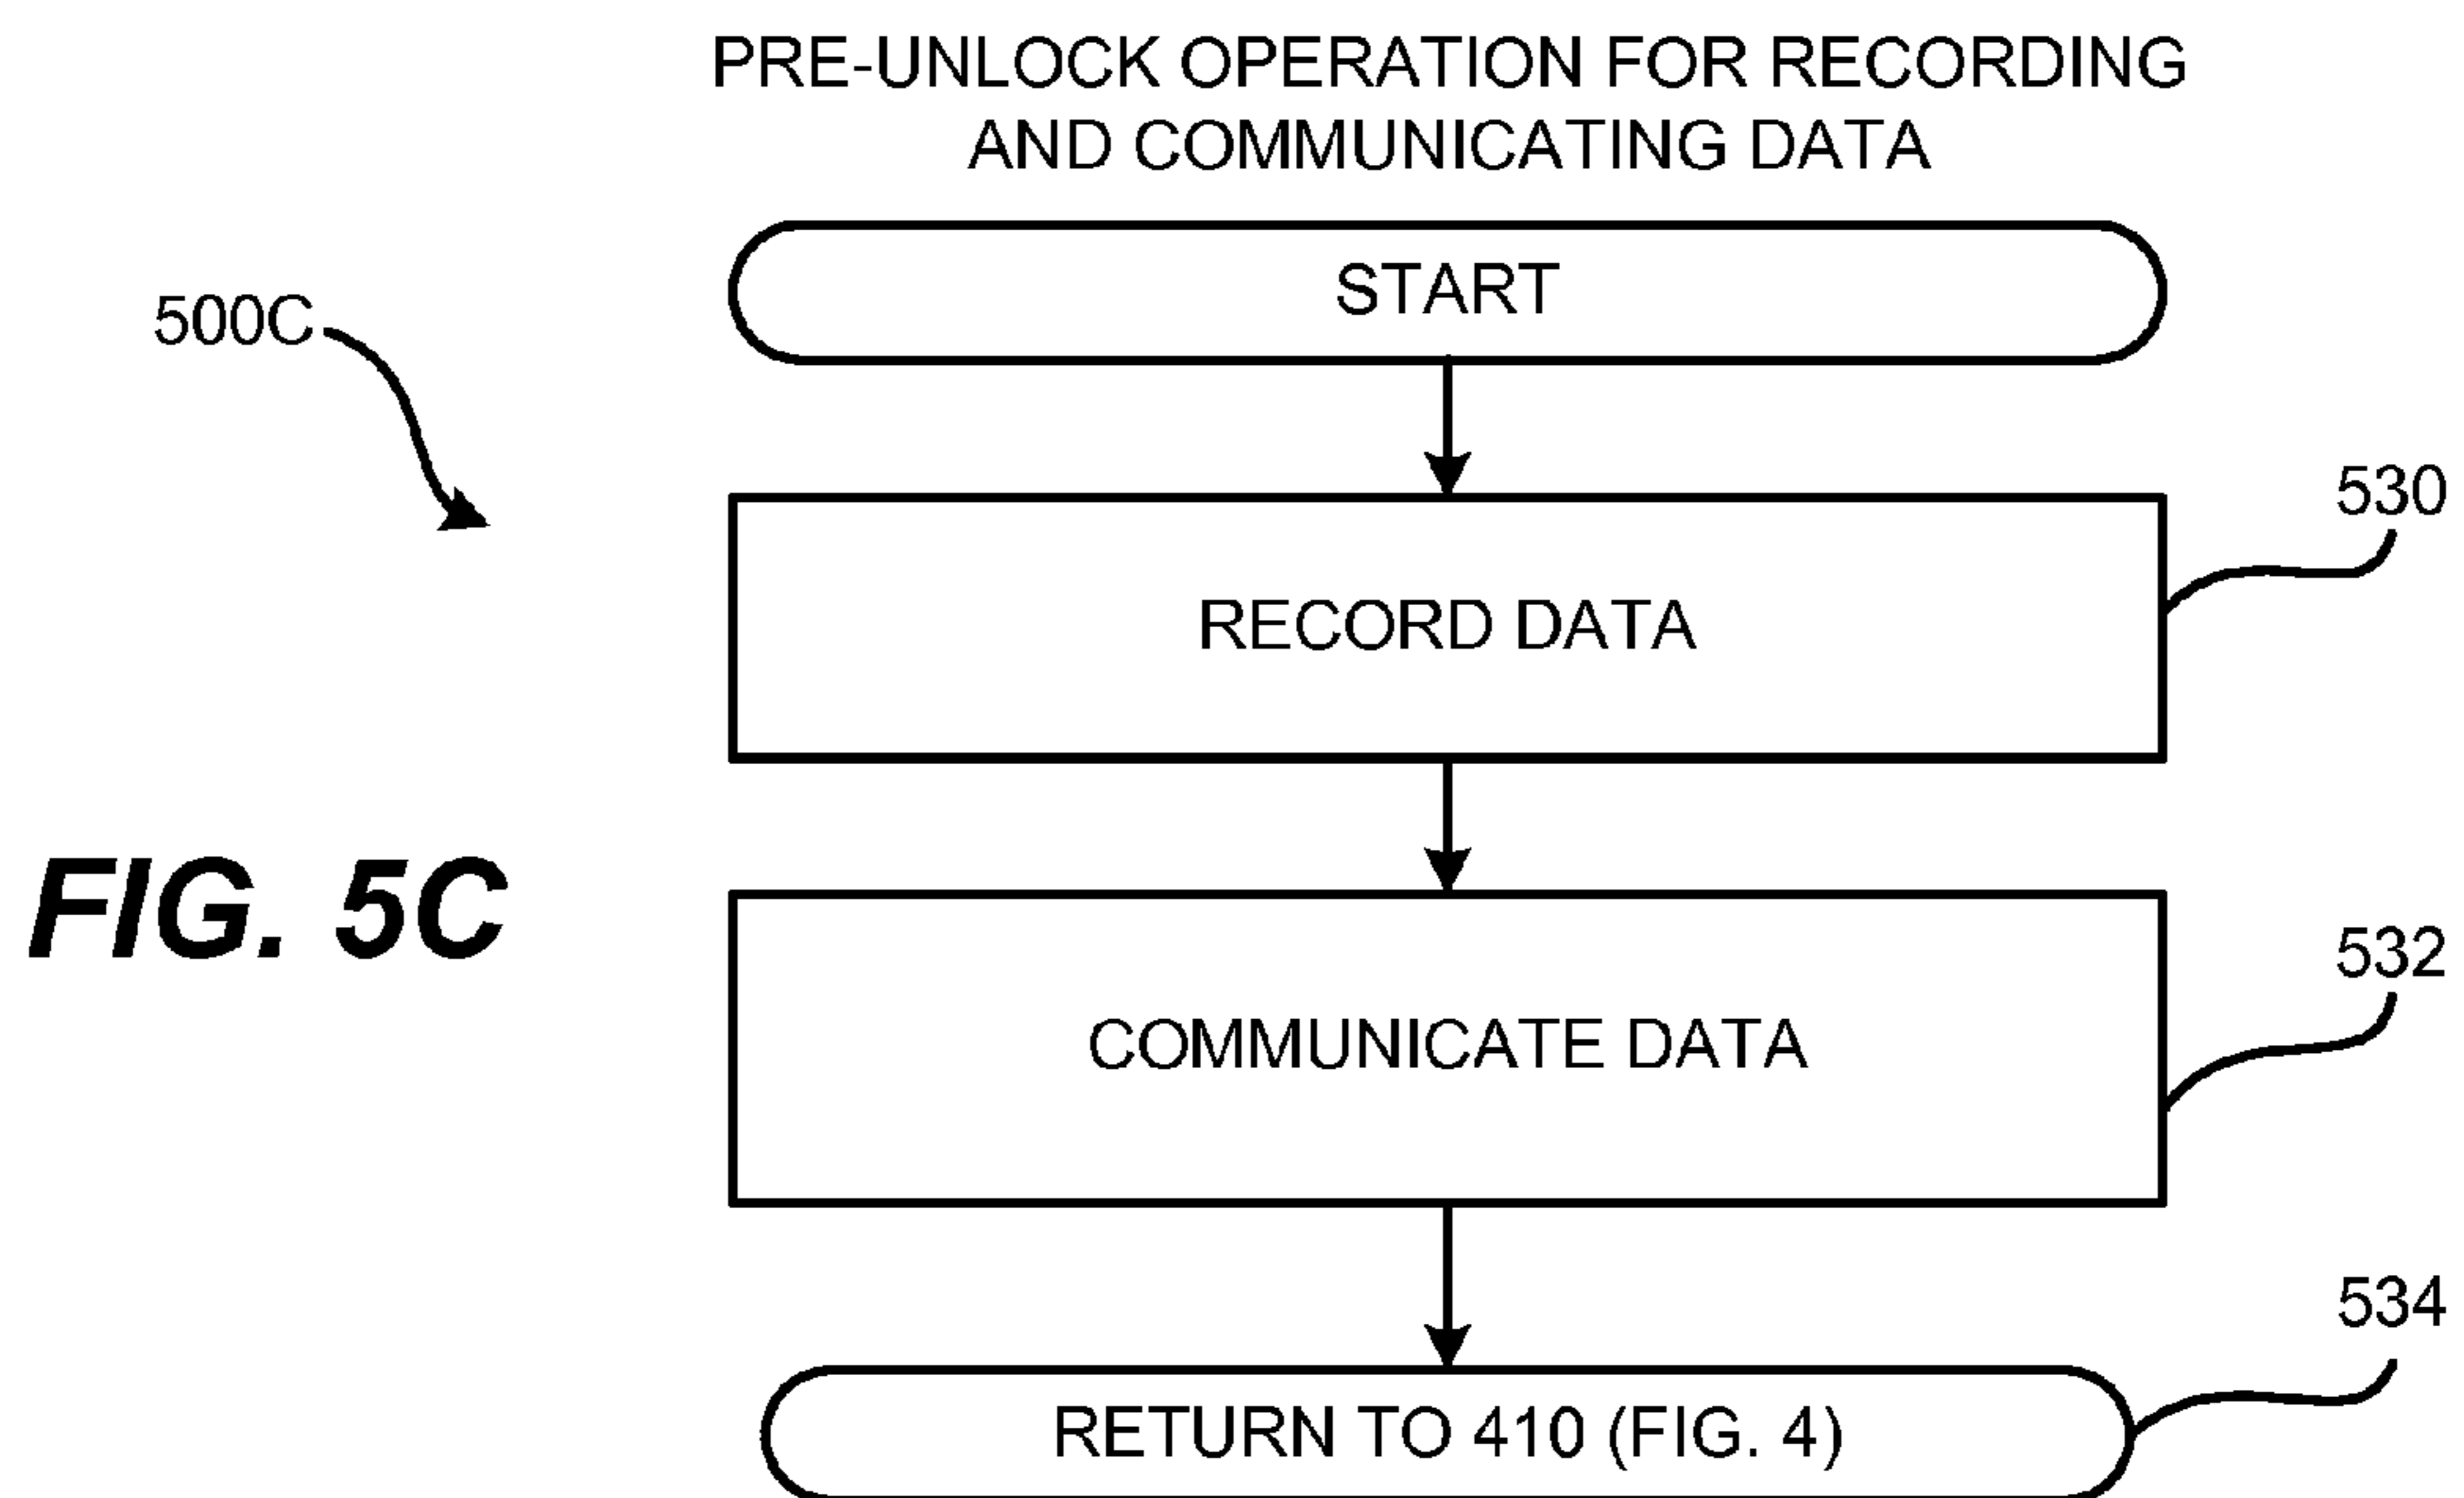 PRE-UNLOCK OPERATION FOR RECORDING
AND COMMUNICATING DATA
START
500C
530
RECORD DATA
FIG. 5C
532
COMMUNICATE DATA
534
RETURN TO 410 (FIG. 4)